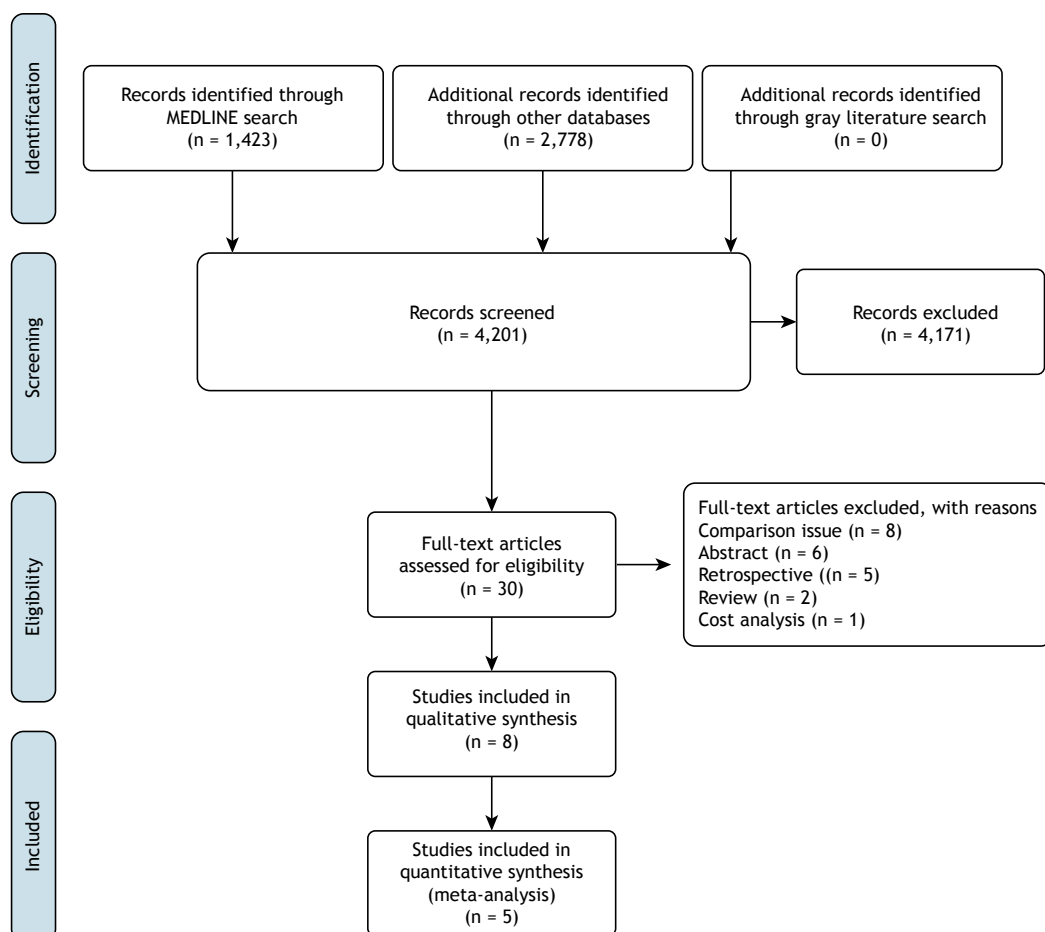 Identification
Records identified through
MEDLINE search
(n = 1,423)
Additional records identified
through other databases
(n = 2,778)
Additional records identified
through gray literature search
(n = 0)
Screening
Records screened
(n = 4,201)
Records excluded
(n = 4,171)
Eligibility
Full-text articles
assessed for eligibility
(n = 30)
Full-text articles excluded, with reasons
Comparison issue (n = 8)
Abstract (n = 6)
Retrospective ((n = 5)
Review (n = 2)
Cost analysis (n = 1)
Studies included in
qualitative synthesis
(n = 8)
Included
Studies included in
quantitative synthesis
(meta-analysis)
(n = 5)